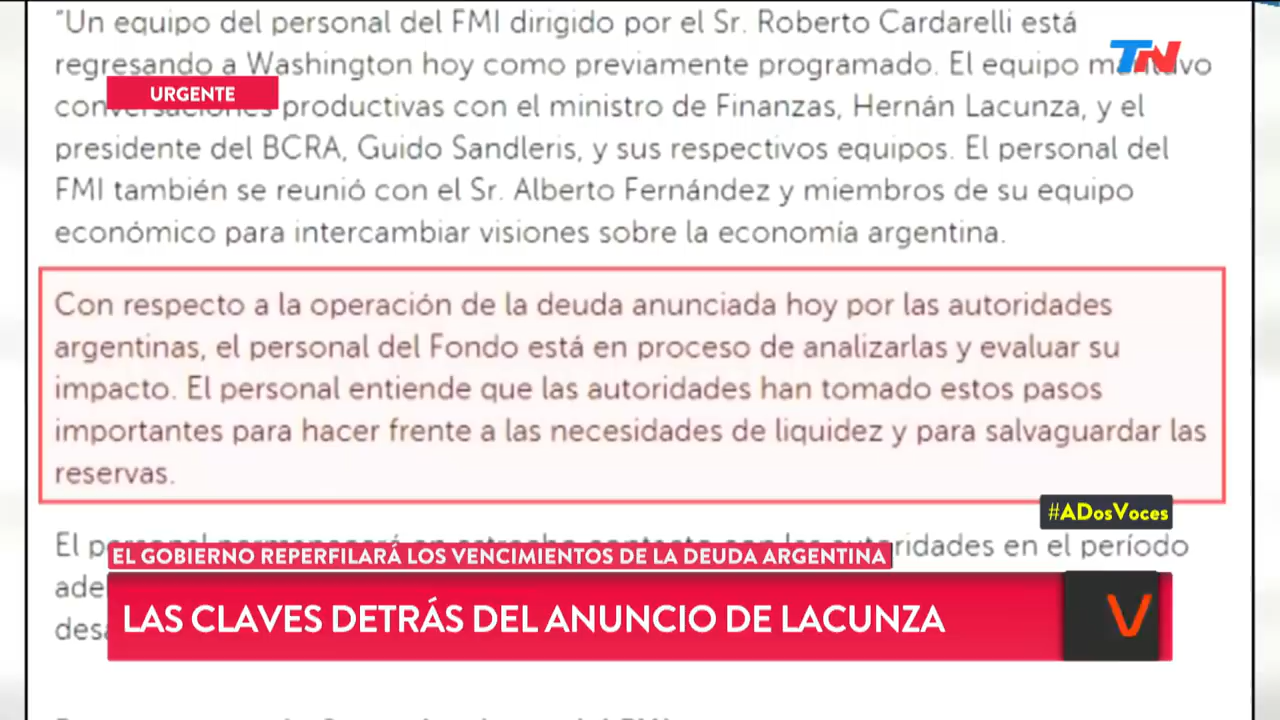 "Un equipo del personal del FMI dirigido por el Sr. Roberto Cardarelli está
regresando a Washington hoy como previamente programado. El equipo mantuvo
TN
URGENTE
conversaciones productivas con el ministro de Finanzas, Hernán Lacunza, y el
presidente del BCRA, Guido Sandleris, y sus respectivos equipos. El personal del
FMI también se reunió con el Sr. Alberto Fernández y miembros de su equipo
económico para intercambiar visiones sobre la economía argentina.
Con respecto a la operación de la deuda anunciada hoy por las autoridades
argentinas, el personal del Fondo está en proceso de analizarlas y evaluar su
impacto. El personal entiende que las autoridades han tomado estos pasos
importantes para hacer frente a las necesidades de liquidez y para salvaguardar las
reservas.
#ADosVoces
El en el período
EL GOBIERNO REPERFILARÁ LOS VENCIMIENTOS DE LA DEUDA ARGENTINA
LAS CLAVES DETRÁS DEL ANUNCIO DE LACUNZA
V